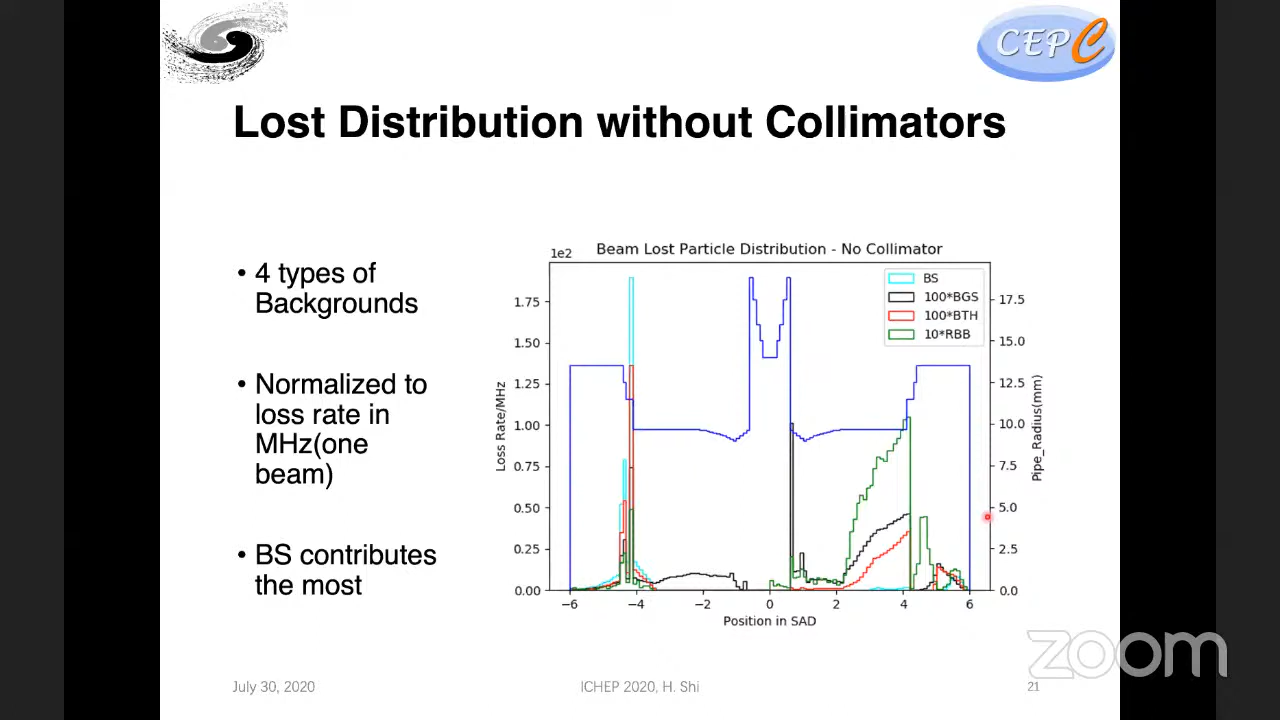 CEPC
Lost Distribution without Collimators
• 4 types of
Backgrounds
• Normalized to
loss rate in
MHz(one
beam)
• BS contributes
the most
Beam Lost Particle Distribution - No Collimator
1e2
BS
100*BGS
100*BTH
10*RBB
1.75
1.50
1.25
1.00
0.75
0.50
0.25
0.00
Loss Rate/MHz
17.5
15.0
12.5
10.0
7.5
5.0
2.5
0.0
Pipe_Radius(mm)
−6 −4 −2 0 2 4 6
Position in SAD
zoom
July 30, 2020
ICHEP 2020, H. Shi
21